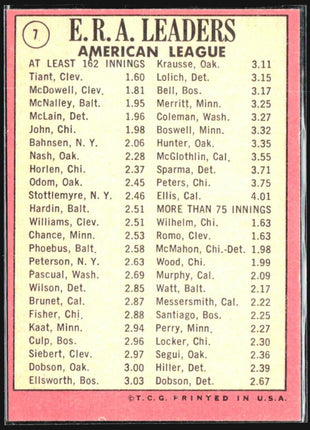 7
E.R.A. LEADERS
AMERICAN LEAGUE
AT LEAST 162 INNINGS
Tiant, Clev. 1.60
McDowell, Clev. 1.81
McNalley, Balt. 1.95
McLain, Det. 1.96
John, Chi. 1.98
Bahnsen, N. Y. 2.06
Nash, Oak. 2.28
Horlen, Chi. 2.37
Odom, Oak. 2.45
Stottlemyre, N. Y. 2.46
Hardin, Balt. 2.51
Williams, Clev. 2.51
Chance, Minn. 2.53
Phoebus, Balt. 2.58
Peterson, N. Y. 2.63
Pascual, Wash. 2.69
Wilson, Det. 2.85
Brunet, Cal. 2.87
Fisher, Chi. 2.88
Kaat, Minn. 2.94
Culp, Bos. 2.96
Siebert, Clev. 2.97
Dobson, Oak. 3.00
Ellsworth, Bos. 3.03
Krausse, Oak. 3.11
Lolich, Det. 3.15
Bell, Bos. 3.17
Merritt, Minn. 3.25
Coleman, Wash. 3.27
Boswell, Minn. 3.32
Hunter, Oak. 3.35
McGlothlin, Cal. 3.55
Sparma, Det. 3.71
Peters, Chi. 3.75
Ellis, Cal. 4.01
MORE THAN 75 INNINGS
Wilhelm, Chi. 1.63
Romo, Clev. 1.63
McMahon, Chi.-Det. 1.98
Wood, Chi. 1.99
Murphy, Cal. 2.09
Watt, Balt. 2.17
Messersmith, Cal. 2.22
Santiago, Bos. 2.25
Perry, Minn. 2.27
Locker, Chi. 2.30
Segui, Oak. 2.36
Hiller, Det. 2.39
Dobson, Det. 2.67
©T.C.G. PRINTED IN U.S.A.